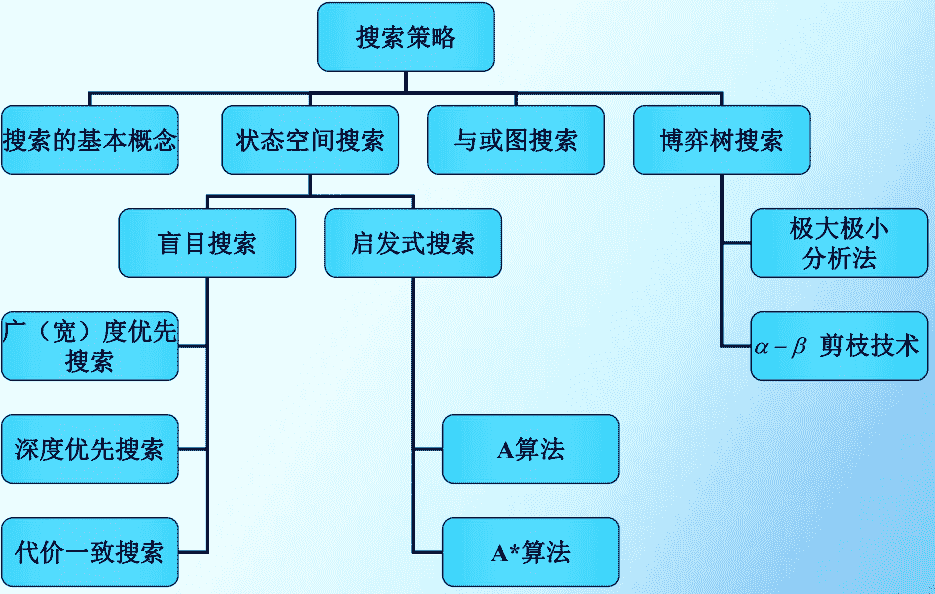 搜索策略
搜索的基本概念
状态空间搜索
与或图搜索
博弈树搜索
盲目搜索
启发式搜索
极大极小
分析法
广（宽）度优先
搜索
α－β 剪枝技术
深度优先搜索
A算法
代价一致搜索
A*算法